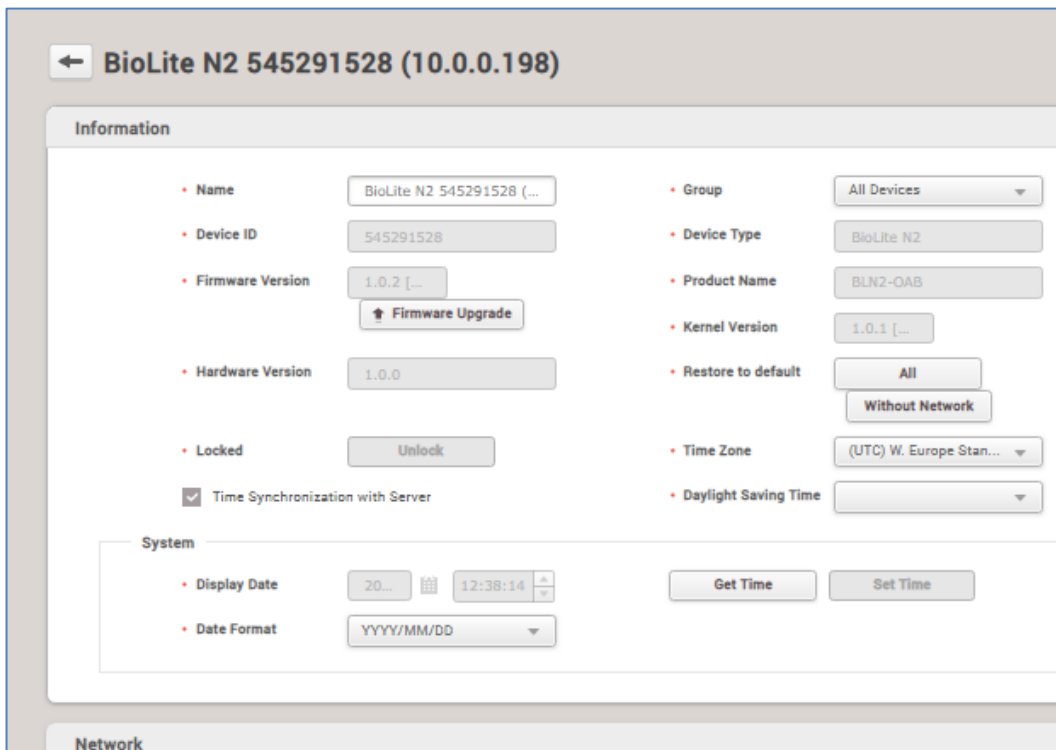 BioLite N2 545291528 (10.0.0.198)
Information
Name BioLite N2 545291528 (... Group All Devices
Device ID 545291528 Device Type BioLite N2
Firmware Version 1.0.2 [... Product Name BLN2-OAB
Firmware Upgrade Kernel Version 1.0.1 [...
Hardware Version 1.0.0 Restore to default All
Without Network
Locked Unlock Time Zone (UTC) W. Europe Stan...
Time Synchronization with Server Daylight Saving Time
System
Display Date 20... 12:38:14 Get Time Set Time
Date Format YYYY/MM/DD
Network